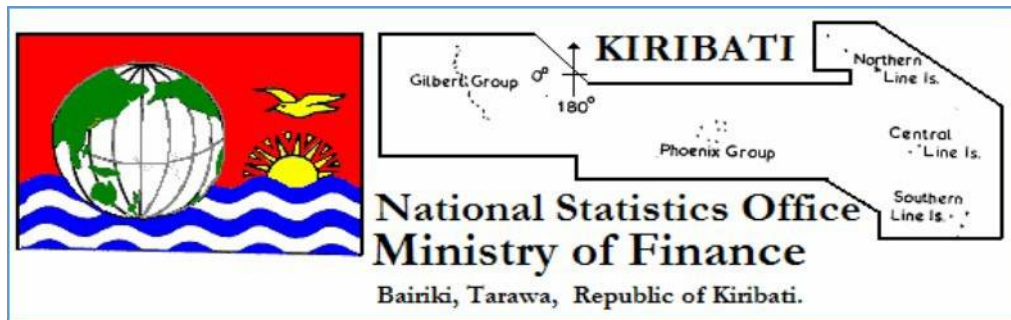 KIRIBATI
Northern
Line Is.
Gilbert Group
0°
180°
Central
Line Is.
Phoenix Group
Southern
Line Is.
National Statistics Office
Ministry of Finance
Bairiki, Tarawa, Republic of Kiribati.